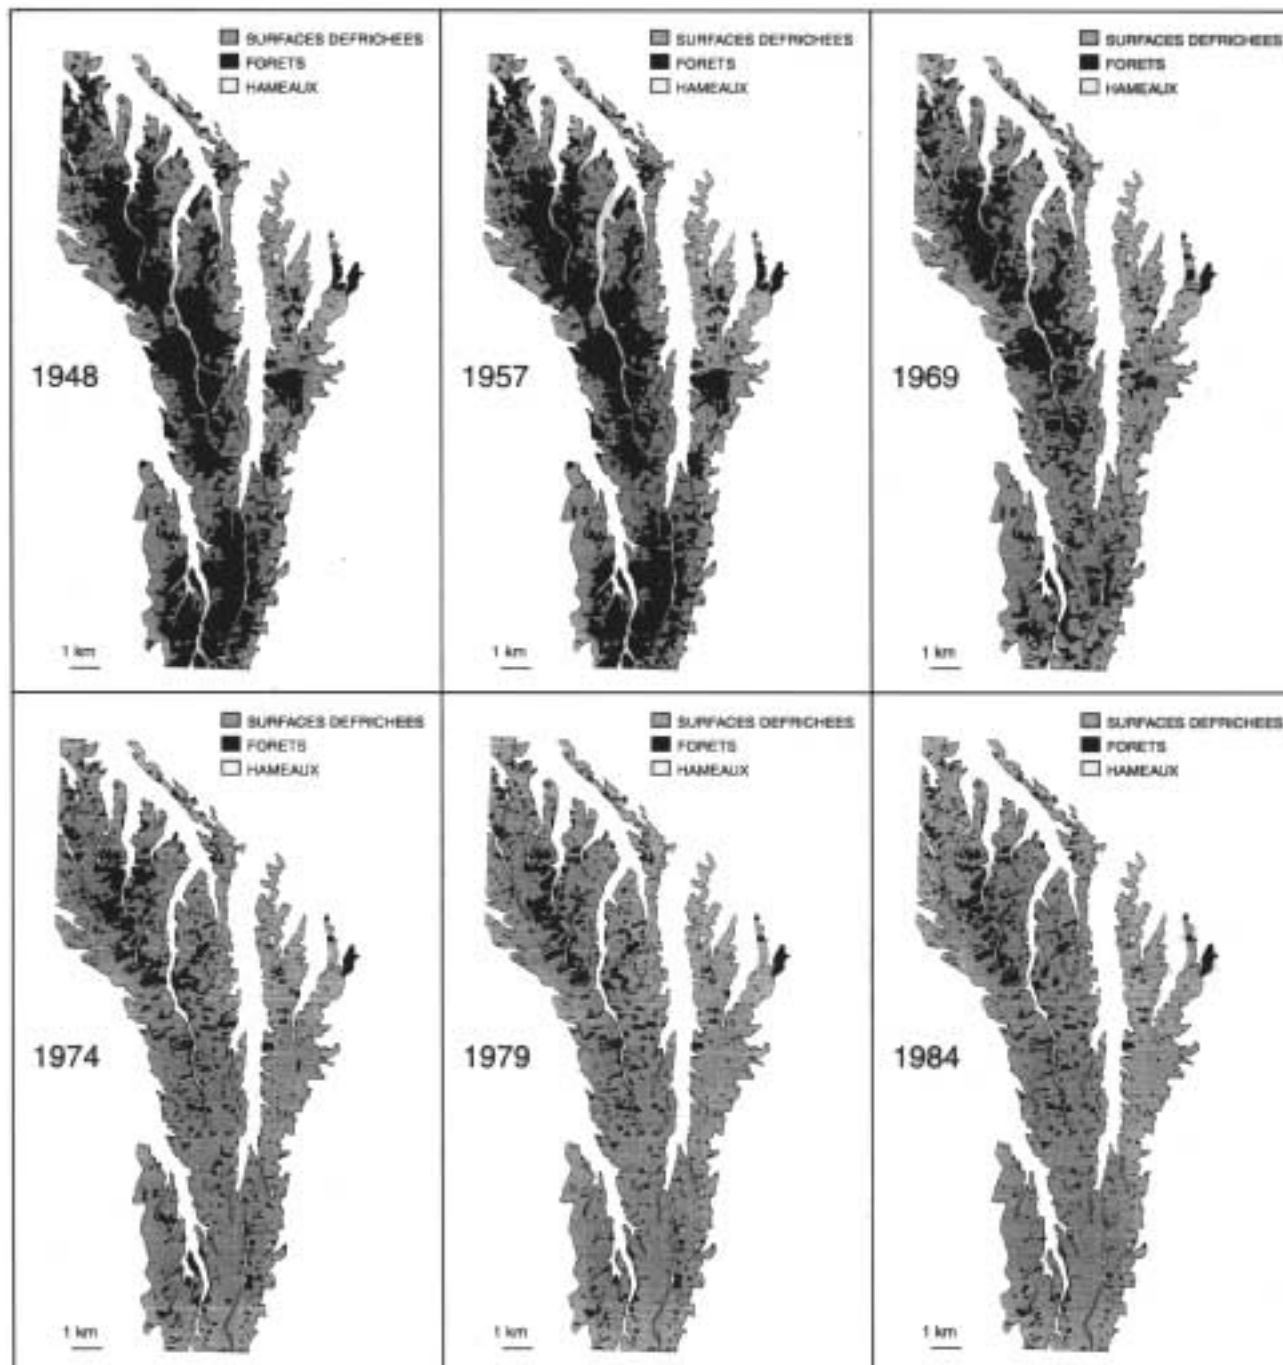 SURFACES DEFRICHEES
FORETS
HAMEAUX
1948
1 km
SURFACES DEFRICHEES
FORETS
HAMEAUX
1957
1 km
SURFACES DEFRICHEES
FORETS
HAMEAUX
1969
1 km
SURFACES DEFRICHEES
FORETS
HAMEAUX
1974
1 km
SURFACES DEFRICHEES
FORETS
HAMEAUX
1979
1 km
SURFACES DEFRICHEES
FORETS
HAMEAUX
1984
1 km